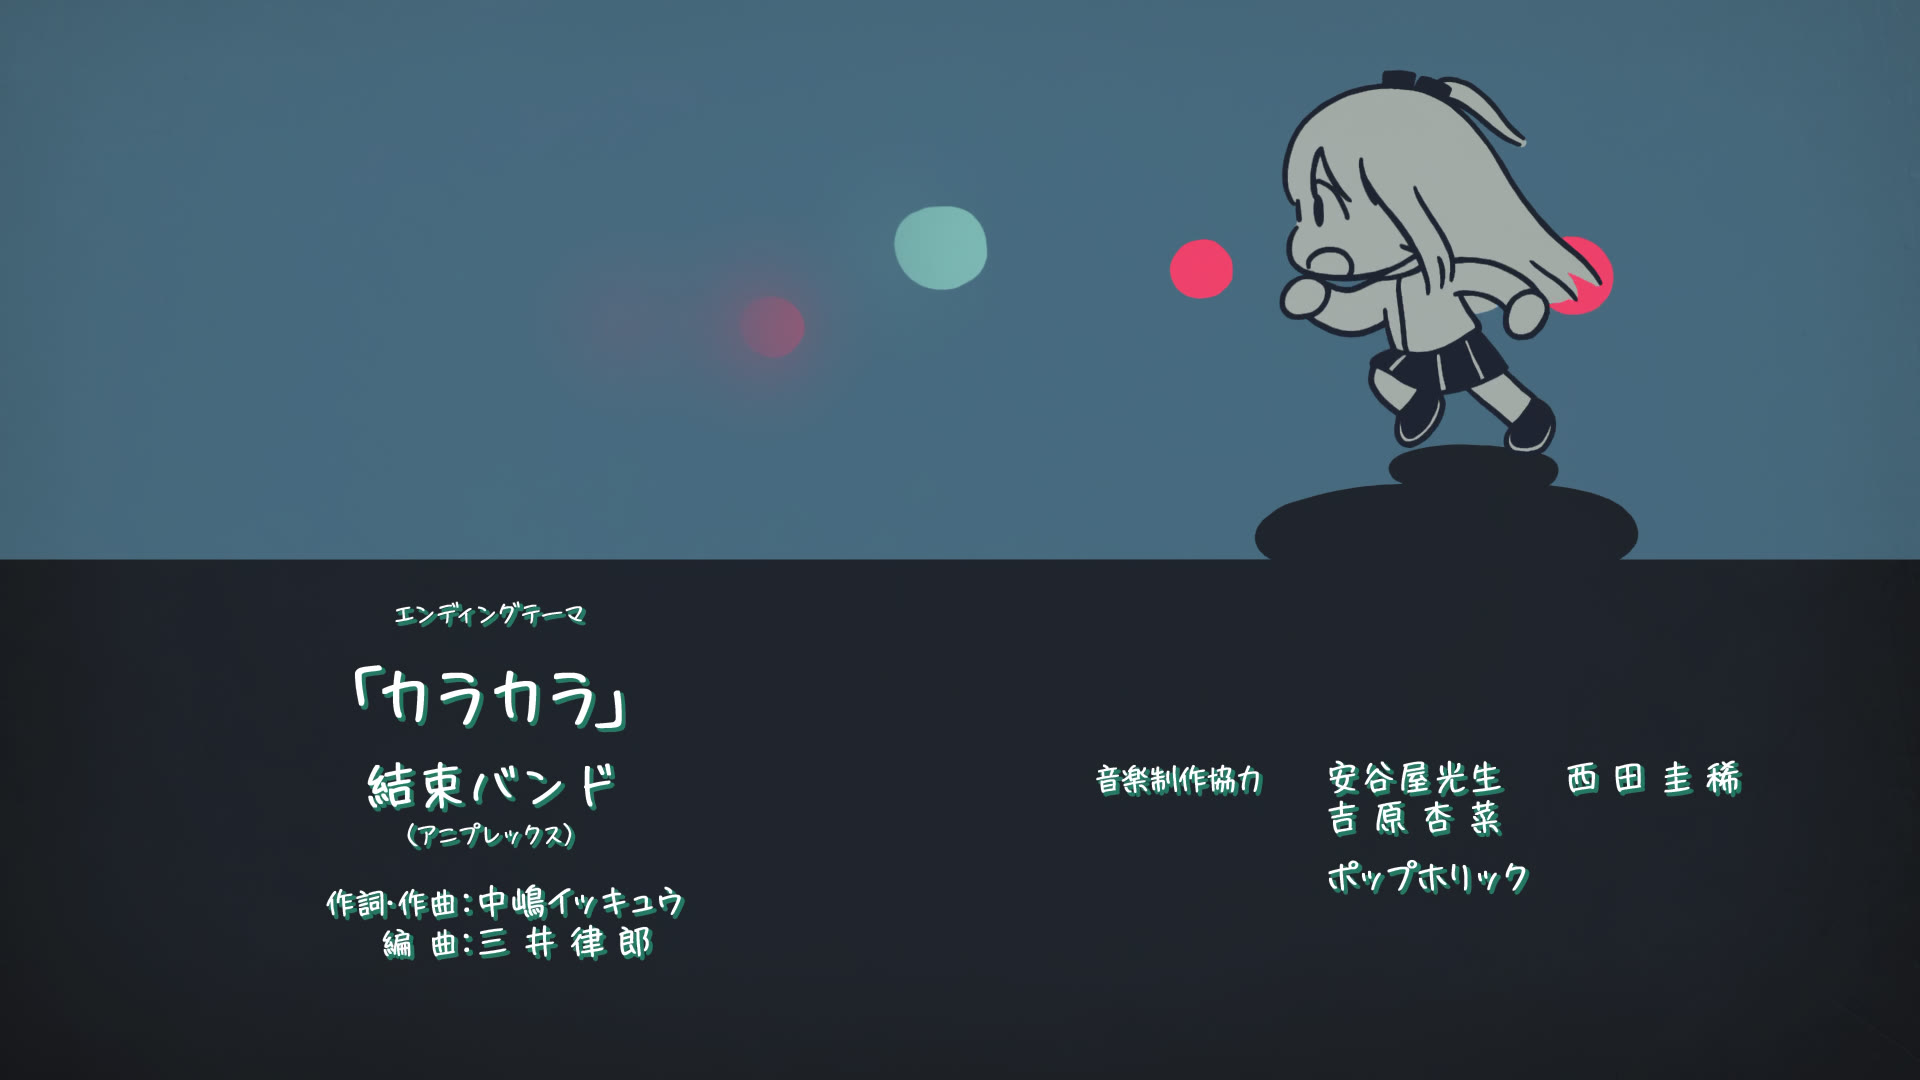 エンディングテーマ
「カラカラ」
結束バンド
(アニプレックス)
作詞・作曲:中嶋イッキュウ
編 曲:三 井 律 郎
音楽制作協力 安谷屋光生 西 田 圭 稀
吉 原 杏 菜
ポップホリック